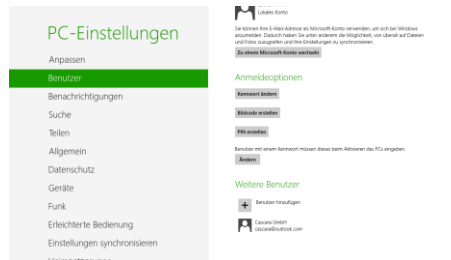 PC-Einstellungen
Anpassen
Benutzer
Benachrichtigungen
Suche
Teilen
Allgemein
Datenschutz
Geräte
Funk
Erleichterte Bedienung
Einstellungen synchronisieren
Lokales Konto
Sie können Ihre E-Mail-Adresse als Microsoft-Konto verwenden, um sich bei Windows
anzumelden. Dadurch haben Sie unter anderem die Möglichkeit, von überall auf Dateien
und Fotos zuzugreifen und Ihre Einstellungen zu synchronisieren.
Zu einem Microsoft-Konto wechseln
Anmeldeoptionen
Kennwort ändern
Bildcode erstellen
PIN erstellen
Benutzer mit einem Kennwort müssen dieses beim Aktivieren des PCs eingeben.
Ändern
Weitere Benutzer
Benutzer hinzufügen
Cascara GmbH
cascara@outlook.com